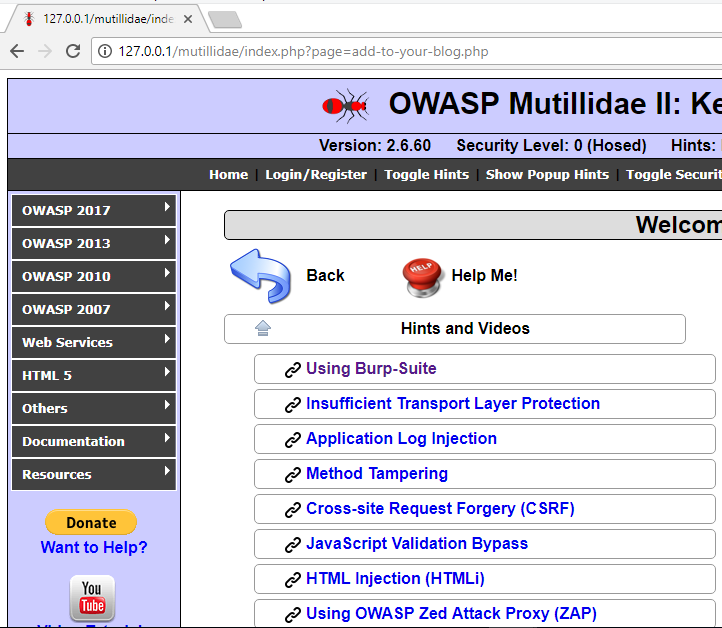 127.0.0.1/mutillidae/inde
127.0.0.1/mutillidae/index.php?page=add-to-your-blog.php
OWASP Mutillidae II: Ke
Version: 2.6.60 Security Level: 0 (Hosed) Hints:
Home | Login/Register | Toggle Hints | Show Popup Hints | Toggle Securit
OWASP 2017
OWASP 2013
OWASP 2010
OWASP 2007
Web Services
HTML 5
Others
Documentation
Resources
Donate
Want to Help?
You
Tube
Welcom
Back
HELP
Help Me!
Hints and Videos
Using Burp-Suite
Insufficient Transport Layer Protection
Application Log Injection
Method Tampering
Cross-site Request Forgery (CSRF)
JavaScript Validation Bypass
HTML Injection (HTMLi)
Using OWASP Zed Attack Proxy (ZAP)